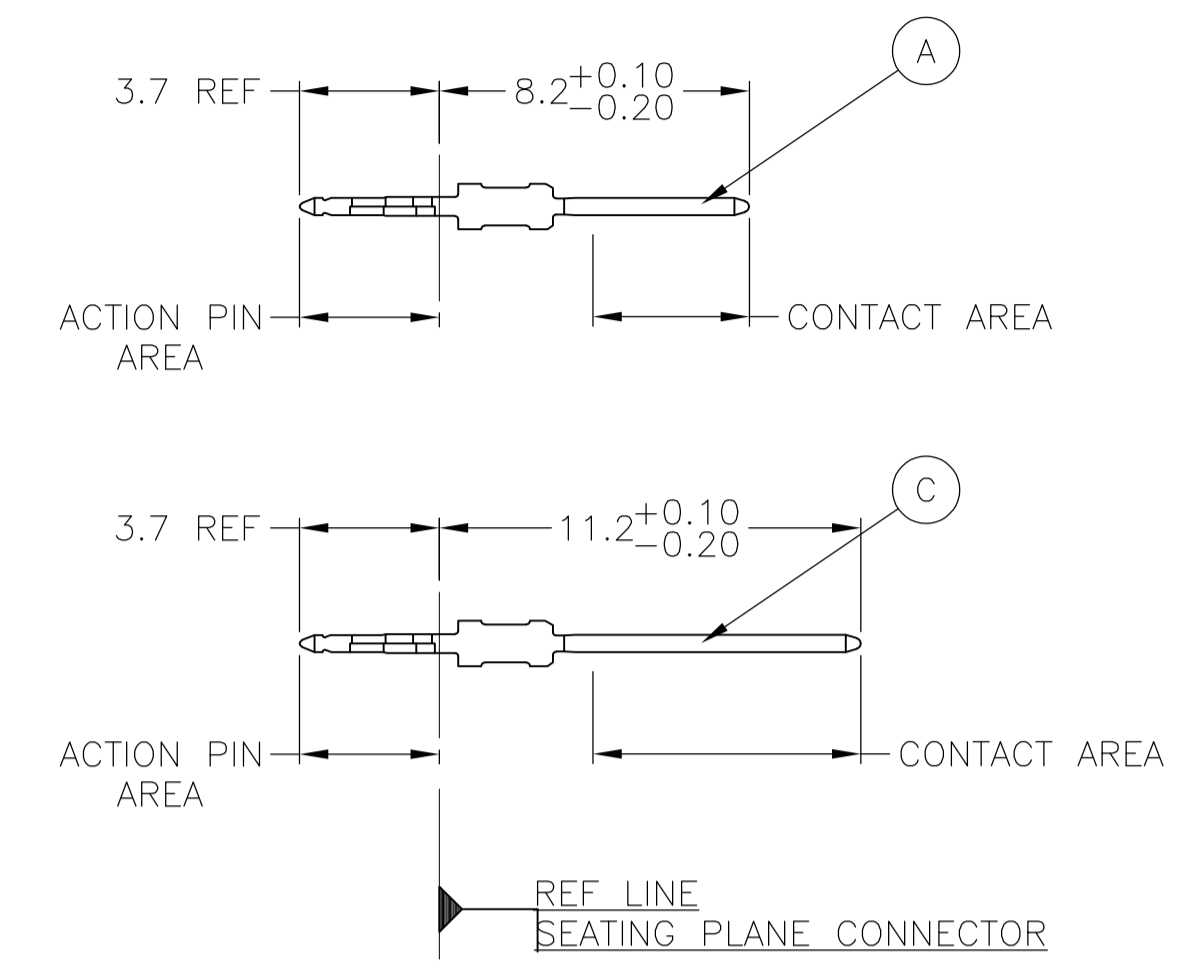 A
3.7 REF
8.2 +0.10 -0.20
ACTION PIN
AREA
CONTACT AREA
C
3.7 REF
11.2 +0.10 -0.20
ACTION PIN
AREA
CONTACT AREA
REF LINE
SEATING PLANE CONNECTOR